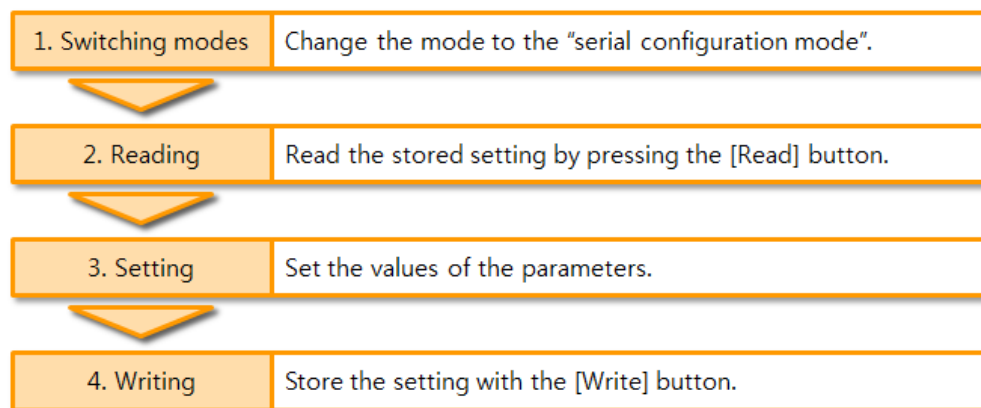 1. Switching modes
Change the mode to the “serial configuration mode”.
2. Reading
Read the stored setting by pressing the [Read] button.
3. Setting
Set the values of the parameters.
4. Writing
Store the setting with the [Write] button.